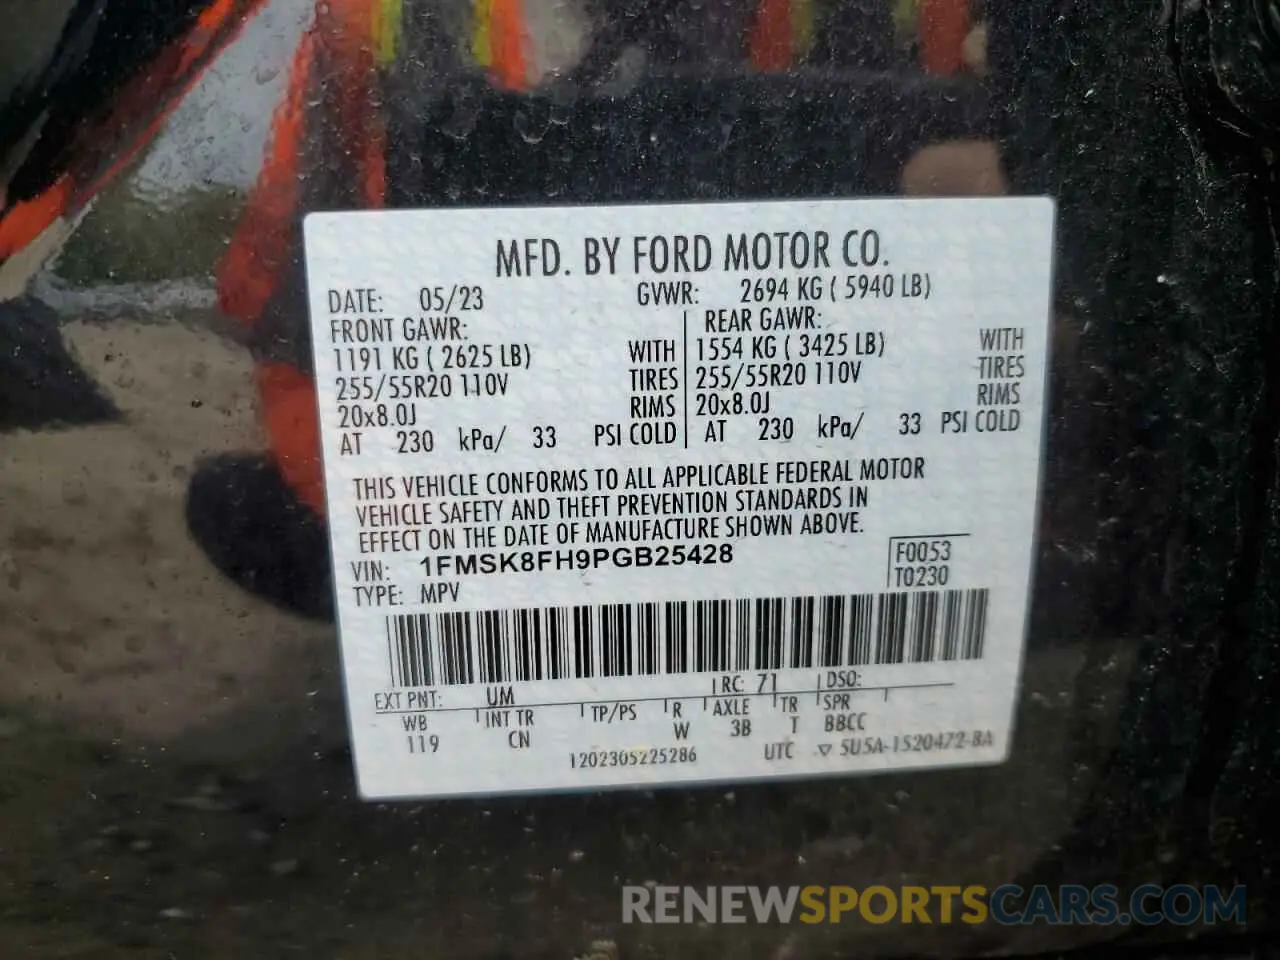 MFD. BY FORD MOTOR CO.
DATE: 05/23 GVWR: 2694 KG ( 5940 LB)
FRONT GAWR: REAR GAWR:
1191 KG ( 2625 LB) WITH 1554 KG ( 3425 LB) WITH
255/55R20 110V TIRES 255/55R20 110V TIRES
20x8.0J RIMS 20x8.0J RIMS
AT 230 kPa/ 33 PSI COLD AT 230 kPa/ 33 PSI COLD
THIS VEHICLE CONFORMS TO ALL APPLICABLE FEDERAL MOTOR
VEHICLE SAFETY AND THEFT PREVENTION STANDARDS IN
EFFECT ON THE DATE OF MANUFACTURE SHOWN ABOVE.
VIN: 1FMSK8FH9PGB25428 F0053
TYPE: MPV T0230
EXT PNT: UM RC: 71 DSO:
WB INT TR TP/PS R AXLE TR SPR
119 CN W 3B T BBCC
1202305225286 UTC ▽ 5U5A-1520472-BA
RENEWSPORTSCARS.COM